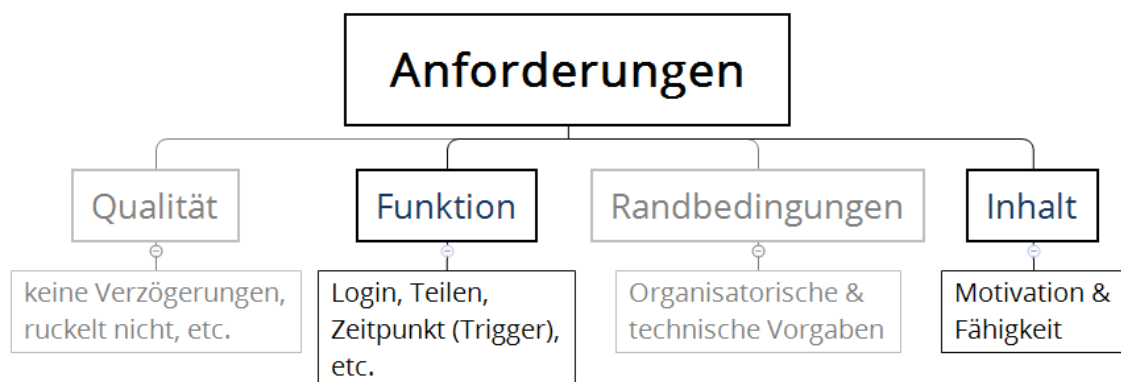 Anforderungen
Qualität
Funktion
Randbedingungen
Inhalt
keine Verzögerungen,
ruckelt nicht, etc.
Login, Teilen,
Zeitpunkt (Trigger),
etc.
Organisatorische &
technische Vorgaben
Motivation &
Fähigkeit